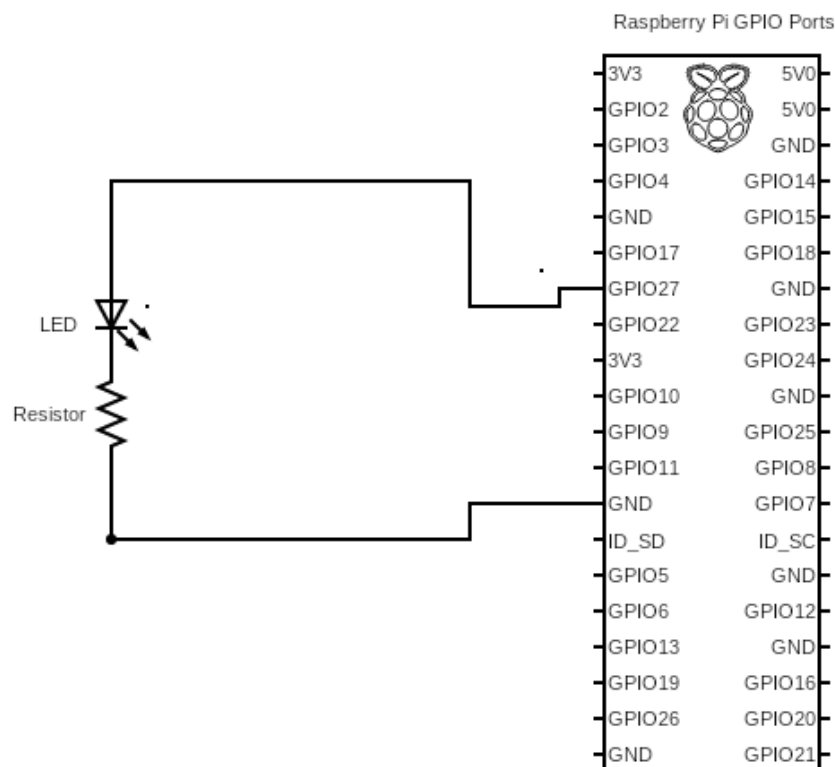 Raspberry Pi GPIO Ports
3V3 5V0
GPIO2 5V0
GPIO3 GND
GPIO4 GPIO14
GND GPIO15
GPIO17 GPIO18
GPIO27 GND
LED GPIO22 GPIO23
3V3 GPIO24
GPIO10 GND
Resistor
GPIO9 GPIO25
GPIO11 GPIO8
GND GPIO7
ID_SD ID_SC
GPIO5 GND
GPIO6 GPIO12
GPIO13 GND
GPIO19 GPIO16
GPIO26 GPIO20
GND GPIO21